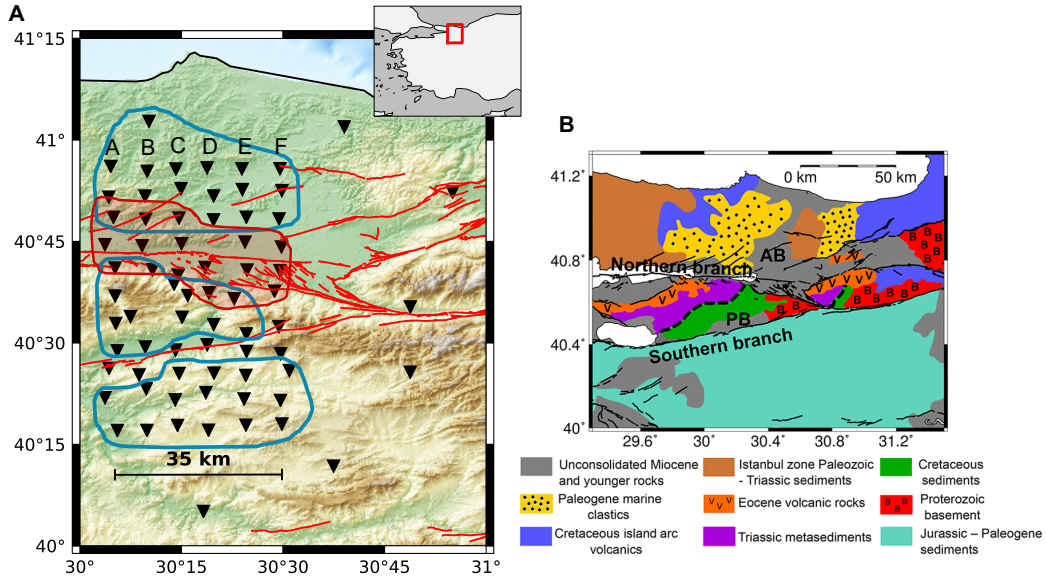 A
41°15'
41°
40°45'
40°30'
40°15'
40°
A B C D E F
35 km
30° 30°15' 30°30' 30°45' 31°
B
41.2°
40.8°
40.4°
40°
0 km 50 km
AB
Northern branch
PB
Southern branch
V V
V V
V V V V V
B B
B B
B
B B
B
B B B B B
B
29.6° 30° 30.4° 30.8° 31.2°
Unconsolidated Miocene
and younger rocks
Paleogene marine
clastics
Cretaceous island arc
volcanics
Istanbul zone Paleozoic
- Triassic sediments
V V V V
Eocene volcanic rocks
Triassic metasediments
Cretaceous
sediments
B B B
B B
Proterozoic
basement
Jurassic – Paleogene
sediments